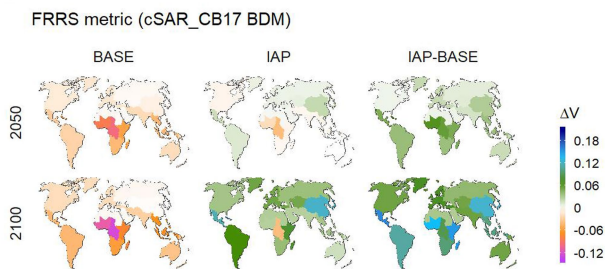 FRRS metric (cSAR_CB17 BDM)
BASE
IAP
IAP-BASE
2050
2100
ΔV
0.18
0.12
0.06
0
-0.06
-0.12